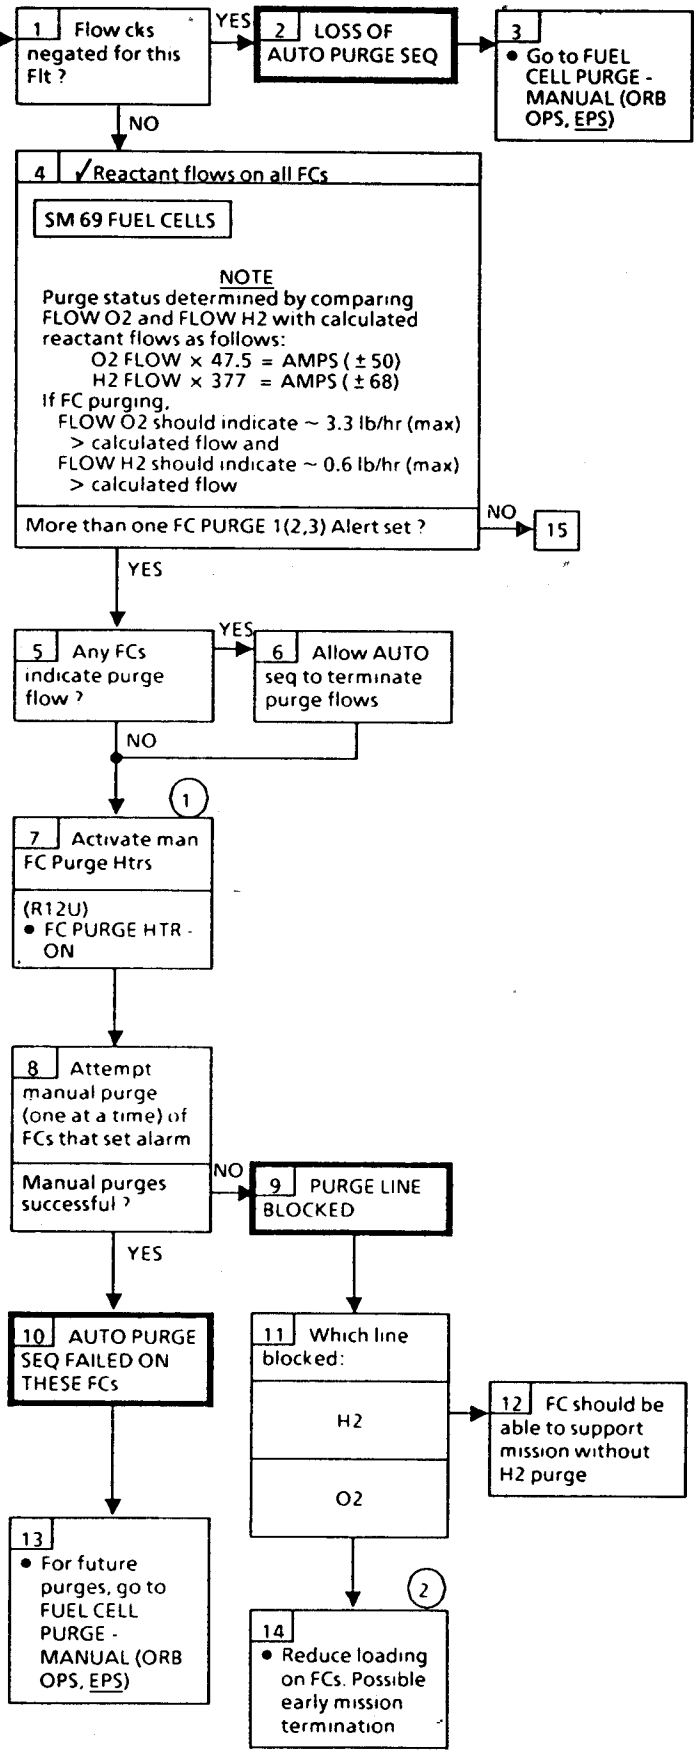 1 Flow cks
negated for this
Flt ?
YES
2 LOSS OF
AUTO PURGE SEQ
3
• Go to FUEL
CELL PURGE -
MANUAL (ORB
OPS, EPS)
NO
4 ✓Reactant flows on all FCs
SM 69 FUEL CELLS
NOTE
Purge status determined by comparing
FLOW O2 and FLOW H2 with calculated
reactant flows as follows:
O2 FLOW × 47.5 = AMPS (±50)
H2 FLOW × 377 = AMPS (±68)
If FC purging,
FLOW O2 should indicate ~ 3.3 lb/hr (max)
> calculated flow and
FLOW H2 should indicate ~ 0.6 lb/hr (max)
> calculated flow
More than one FC PURGE 1(2,3) Alert set ?
NO
15
YES
5 Any FCs
indicate purge
flow ?
YES
6 Allow AUTO
seq to terminate
purge flows
NO
1
7 Activate man
FC Purge Htrs
(R12U)
• FC PURGE HTR -
ON
8 Attempt
manual purge
(one at a time) of
FCs that set alarm
Manual purges
successful ?
NO
9 PURGE LINE
BLOCKED
YES
10 AUTO PURGE
SEQ FAILED ON
THESE FCs
11 Which line
blocked:
H2
O2
12 FC should be
able to support
mission without
H2 purge
13
• For future
purges, go to
FUEL CELL
PURGE -
MANUAL (ORB
OPS, EPS)
2
14
• Reduce loading
on FCs. Possible
early mission
termination